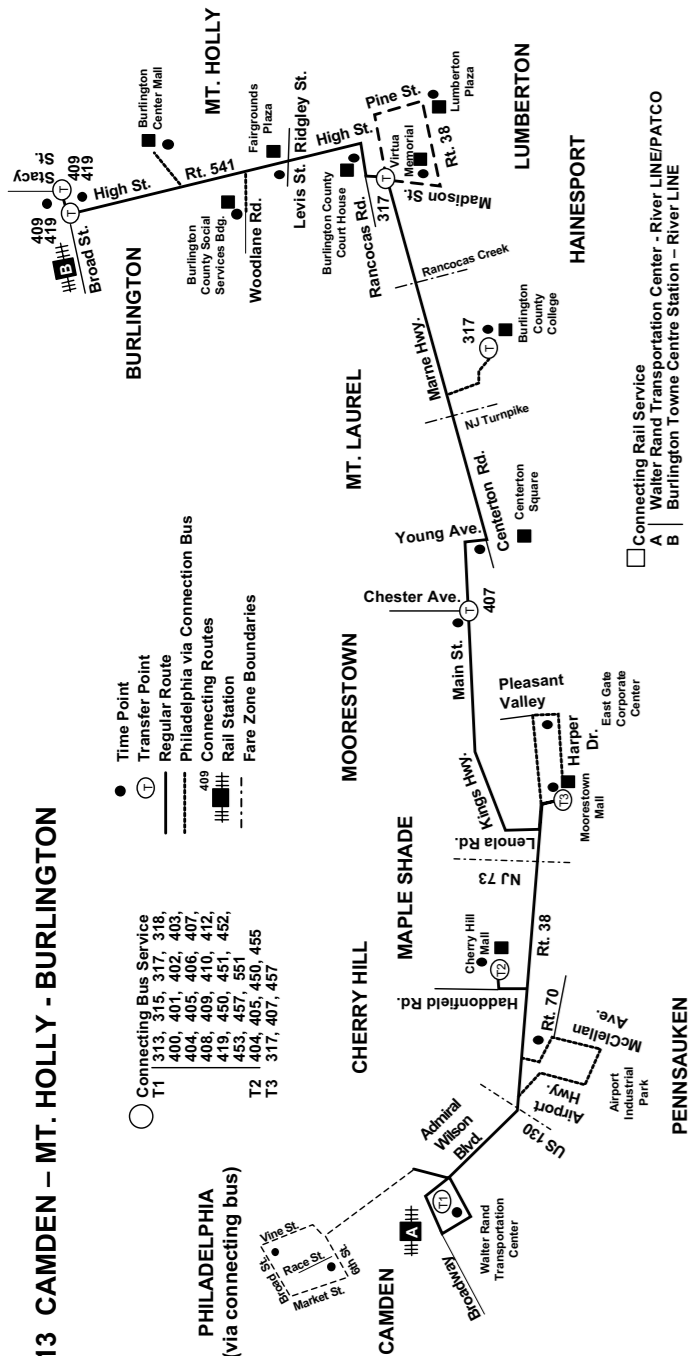 13 CAMDEN – MT. HOLLY - BURLINGTON
Connecting Bus Service
T1 313, 315, 317, 318,
400, 401, 402, 403,
404, 405, 406, 407,
408, 409, 410, 412,
419, 450, 451, 452,
453, 457, 551
T2 404, 405, 450, 455
T3 317, 407, 457
Time Point
T Transfer Point
Regular Route
Philadelphia via Connection Bus
409 Connecting Routes
Rail Station
Fare Zone Boundaries
PHILADELPHIA
(via connecting bus)
Vine St.
Broad St.
Race St.
6th St.
Market St.
CAMDEN
A
T1
Broadway
Walter Rand
Transportation
Center
Admiral
Wilson
Blvd.
US 130
Airport
Hwy.
Airport
Industrial
Park
McClellan
Ave.
Rt. 70
PENNSAUKEN
CHERRY HILL
Haddonfield Rd.
T2
Cherry Hill
Mall
Rt. 38
MAPLE SHADE
NJ 73
Lenola Rd.
Kings Hwy.
T3
Moorestown
Mall
Harper
Dr.
East Gate
Corporate
Center
Pleasant
Valley
MOORESTOWN
Main St.
Chester Ave.
T
407
Young Ave.
Centerton Rd.
Centerton
Square
MT. LAUREL
NJ Turnpike
Marne Hwy.
317
T
Burlington
County
College
Rancocas Creek
HAINESPORT
Rancocas Rd.
317
T
Burlington County
Court House
Virtua
Memorial
Madison
St.
Rt. 38
Pine St.
Lumberton
Plaza
LUMBERTON
High St.
Levis St.
Ridgley St.
Fairgrounds
Plaza
Woodlane Rd.
Burlington
County Social
Services Bdg.
MT. HOLLY
Rt. 541
Burlington
Center Mall
High St.
BURLINGTON
Broad St.
B
409
419
T
Stacy
St.
T
409
419
Connecting Rail Service
A Walter Rand Transportation Center - River LINE/PATCO
B Burlington Towne Centre Station – River LINE